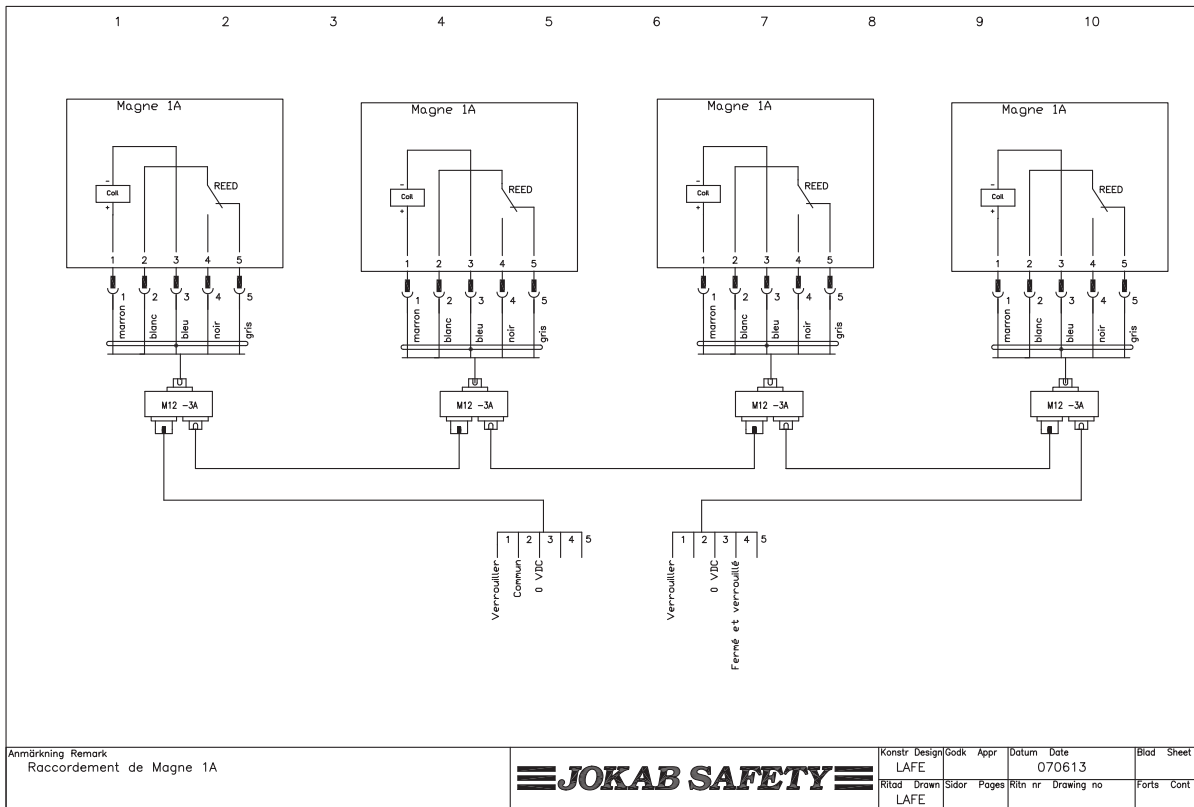 1 2 3 4 5 6 7 8 9 10
Magne 1A Magne 1A Magne 1A Magne 1A
- - - -
Coil REED Coil REED Coil REED Coil REED
+ + + +
1 2 3 4 5 1 2 3 4 5 1 2 3 4 5 1 2 3 4 5
1 2 3 4 5 1 2 3 4 5 1 2 3 4 5 1 2 3 4 5
marron blanc bleu noir gris marron blanc bleu noir gris marron blanc bleu noir gris marron blanc bleu noir gris
M12 -3A M12 -3A M12 -3A M12 -3A
1 2 3 4 5 1 2 3 4 5
Verrouiller
Commun
0 VDC
Verrouiller
0 VDC
Fermé et verrouillé
Anmärkning Remark
Raccordement de Magne 1A
JOKAB SAFETY
Konstr Design Godk Appr Datum Date Blad Sheet
LAFE 070613
Ritad Drawn Sidor Pages Ritn nr Drawing no Forts Cont
LAFE